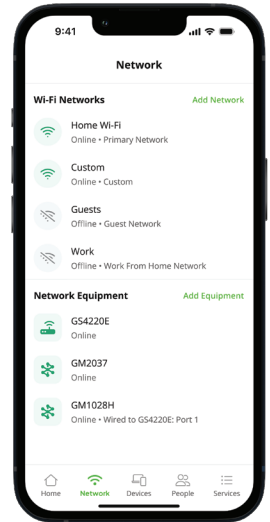 9:41
Network
Wi-Fi Networks Add Network
Home Wi-Fi
Online • Primary Network
Custom
Online • Custom
Guests
Offline • Guest Network
Work
Offline • Work From Home Network
Network Equipment Add Equipment
GS4220E
Online
GM2037
Online
GM1028H
Online • Wired to GS4220E: Port 1
Home Network Devices People Services